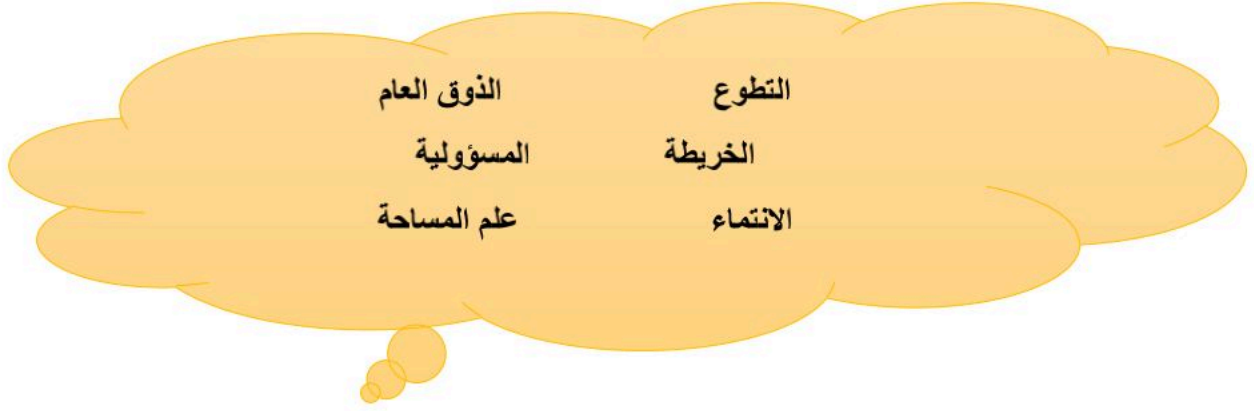 التطوع الذوق العام
الخريطة المسؤولية
الانتماء علم المساحة